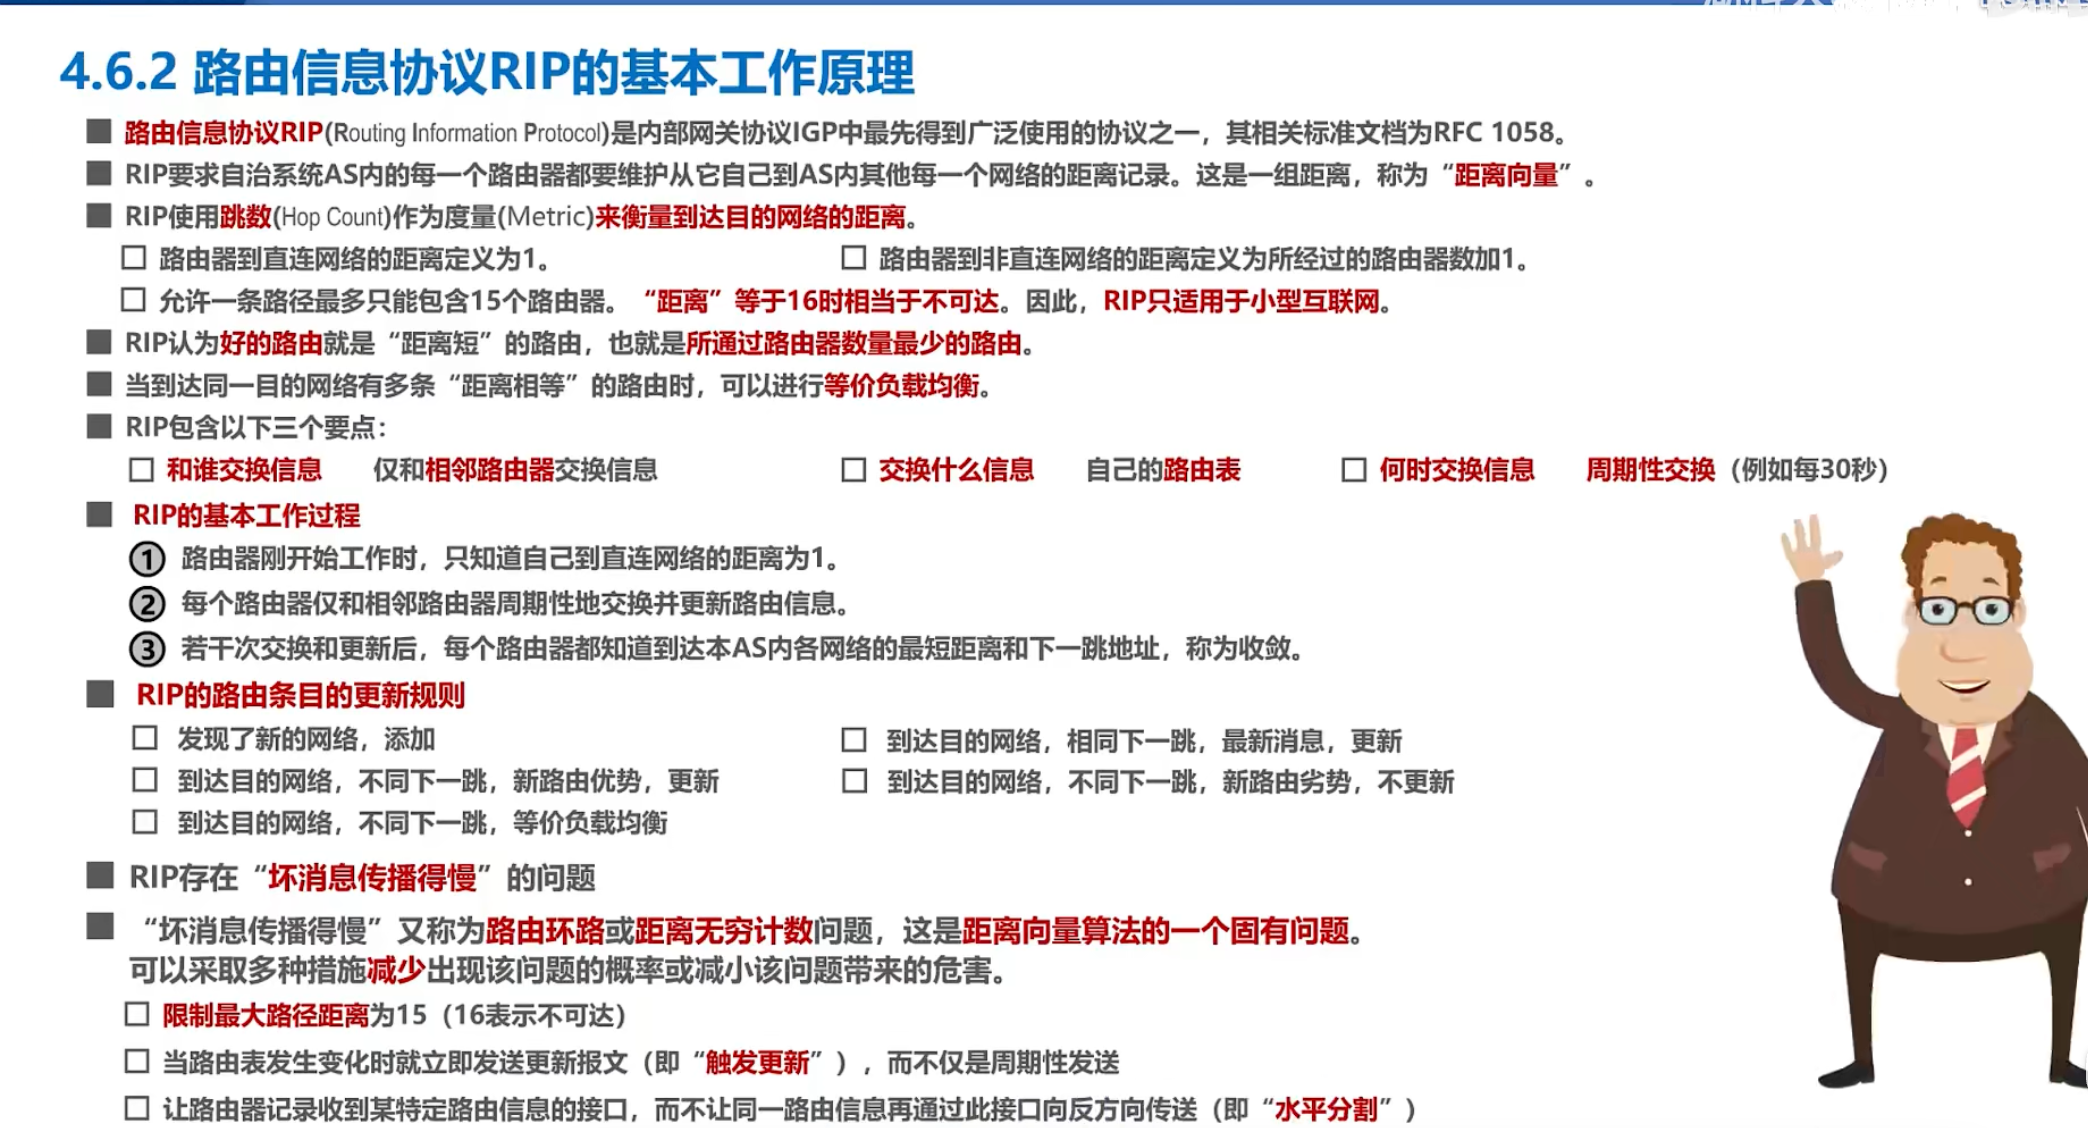 4.6.2 路由信息协议RIP的基本工作原理
路由信息协议RIP(Routing Information Protocol)是内部网关协议IGP中最先得到广泛使用的协议之一，其相关标准文档为RFC 1058。
RIP要求自治系统AS内的每一个路由器都要维护从它自己到AS内其他每一个网络的距离记录。这是一组距离，称为“距离向量”。
RIP使用跳数(Hop Count)作为度量(Metric)来衡量到达目的网络的距离。
路由器到直连网络的距离定义为1。
路由器到非直连网络的距离定义为所经过的路由器数加1。
允许一条路径最多只能包含15个路由器。“距离”等于16时相当于不可达。因此，RIP只适用于小型互联网。
RIP认为好的路由就是“距离短”的路由，也就是所通过路由器数量最少的路由。
当到达同一目的网络有多条“距离相等”的路由时，可以进行等价负载均衡。
RIP包含以下三个要点：
和谁交换信息 仅和相邻路由器交换信息
交换什么信息 自己的路由表
何时交换信息 周期性交换（例如每30秒）
RIP的基本工作过程
① 路由器刚开始工作时，只知道自己到直连网络的距离为1。
② 每个路由器仅和相邻路由器周期性地交换并更新路由信息。
③ 若干次交换和更新后，每个路由器都知道到达本AS内各网络的最短距离和下一跳地址，称为收敛。
RIP的路由条目的更新规则
发现了新的网络，添加
到达目的网络，相同下一跳，最新消息，更新
到达目的网络，不同下一跳，新路由优势，更新
到达目的网络，不同下一跳，新路由劣势，不更新
到达目的网络，不同下一跳，等价负载均衡
RIP存在“坏消息传播得慢”的问题
“坏消息传播得慢”又称为路由环路或距离无穷计数问题，这是距离向量算法的一个固有问题。
可以采取多种措施减少出现该问题的概率或减小该问题带来的危害。
限制最大路径距离为15（16表示不可达）
当路由表发生变化时就立即发送更新报文（即“触发更新”），而不仅是周期性发送
让路由器记录收到某特定路由信息的接口，而不让同一路由信息再通过此接口向反方向传送（即“水平分割”）